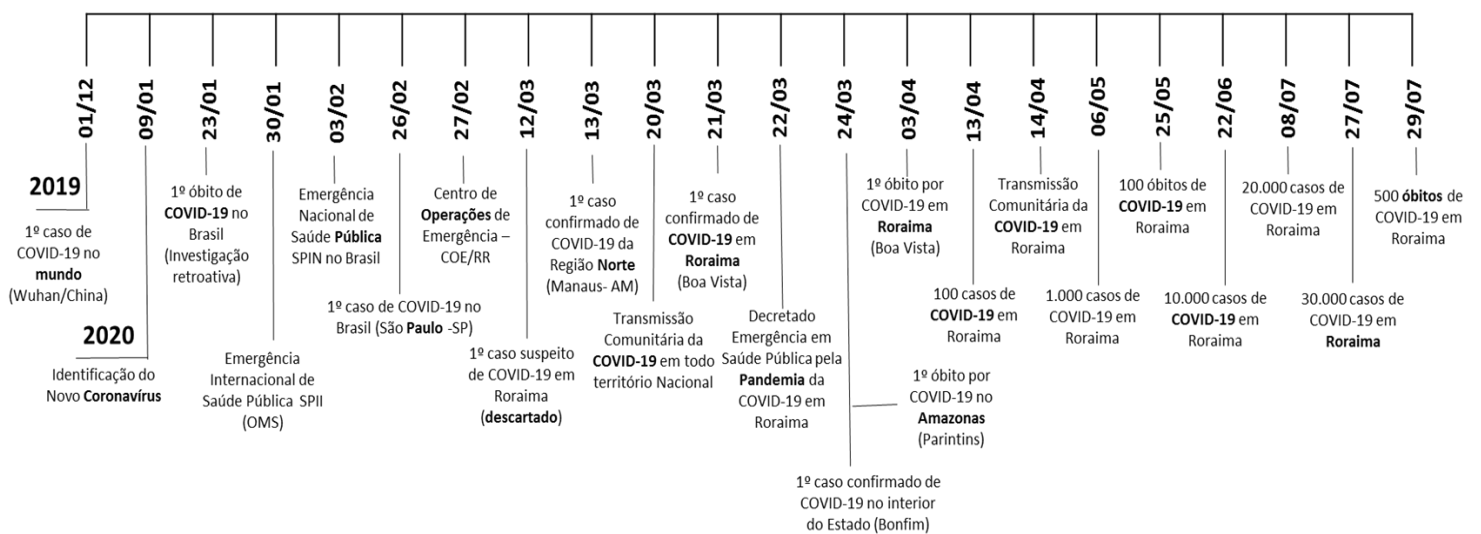 01/12
09/01
23/01
30/01
03/02
26/02
27/02
12/03
13/03
20/03
21/03
22/03
24/03
03/04
13/04
14/04
06/05
25/05
22/06
08/07
27/07
29/07
2019
1º caso de
COVID-19 no
mundo
(Wuhan/China)
2020
Identificação do
Novo Coronavírus
1º óbito de
COVID-19 no
Brasil
(Investigação
retroativa)
Emergência
Internacional de
Saúde Pública SPII
(OMS)
Emergência
Nacional de
Saúde Pública
SPIN no Brasil
1º caso de COVID-19 no
Brasil (São Paulo -SP)
Centro de
Operações de
Emergência –
COE/RR
1º caso suspeito
de COVID-19 em
Roraima
(descartado)
1º caso
confirmado de
COVID-19 da
Região Norte
(Manaus- AM)
Transmissão
Comunitária da
COVID-19 em todo
território Nacional
1º caso
confirmado de
COVID-19 em
Roraima
(Boa Vista)
Decretado
Emergência em
Saúde Pública pela
Pandemia da
COVID-19 em
Roraima
1º caso confirmado de
COVID-19 no interior
do Estado (Bonfim)
1º óbito por
COVID-19 no
Amazonas
(Parintins)
1º óbito por
COVID-19 em
Roraima
(Boa Vista)
100 casos de
COVID-19 em
Roraima
Transmissão
Comunitária da
COVID-19 em
Roraima
1.000 casos de
COVID-19 em
Roraima
100 óbitos de
COVID-19 em
Roraima
10.000 casos de
COVID-19 em
Roraima
20.000 casos de
COVID-19 em
Roraima
30.000 casos de
COVID-19 em
Roraima
500 óbitos de
COVID-19 em
Roraima